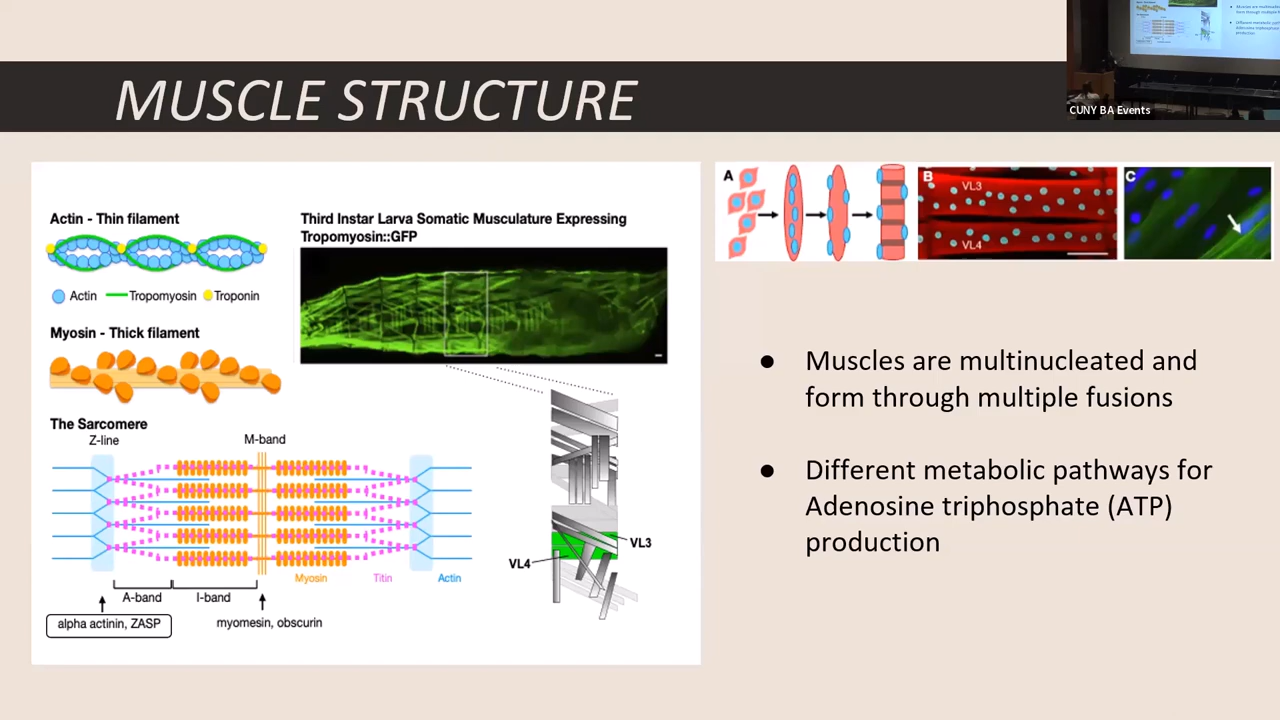 MUSCLE STRUCTURE
CUNY BA Events
Actin - Thin filament
Actin
Tropomyosin
Troponin
Myosin - Thick filament
The Sarcomere
Z-line
M-band
Myosin
Titin
Actin
A-band
I-band
alpha actinin, ZASP
myomesin, obscurin
Third Instar Larva Somatic Musculature Expressing
Tropomyosin::GFP
VL3
VL4
A
B
VL3
VL4
C
● Muscles are multinucleated and
form through multiple fusions
● Different metabolic pathways for
Adenosine triphosphate (ATP)
production